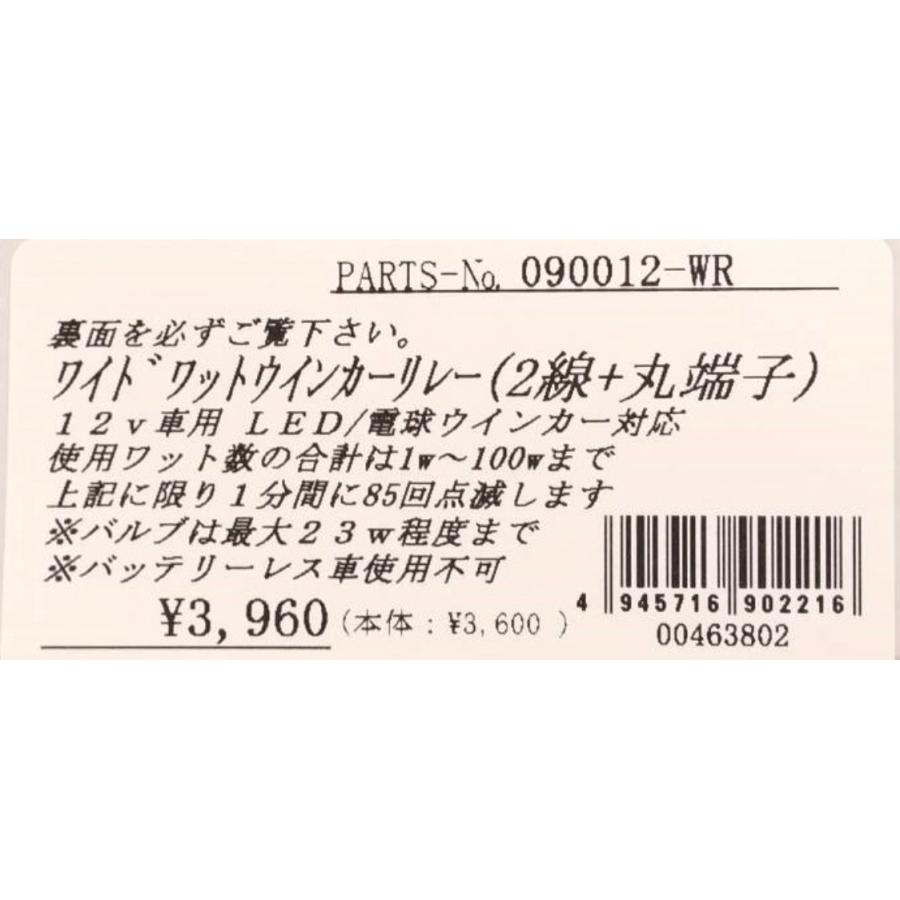 PARTS-No. 090012-WR
裏面を必ずご覧下さい。
ﾜｲﾄﾞﾜｯﾄｳｲﾝｶｰﾘﾚｰ(2線+丸端子)
１２ｖ車用 ＬＥＤ/電球ウインカー対応
使用ワット数の合計は1w～100wまで
上記に限り１分間に85回点滅します
※バルブは最大２３ｗ程度まで
※バッテリーレス車使用不可
¥3,960 (本体:¥3,600 )
4 945716 902216
00463802